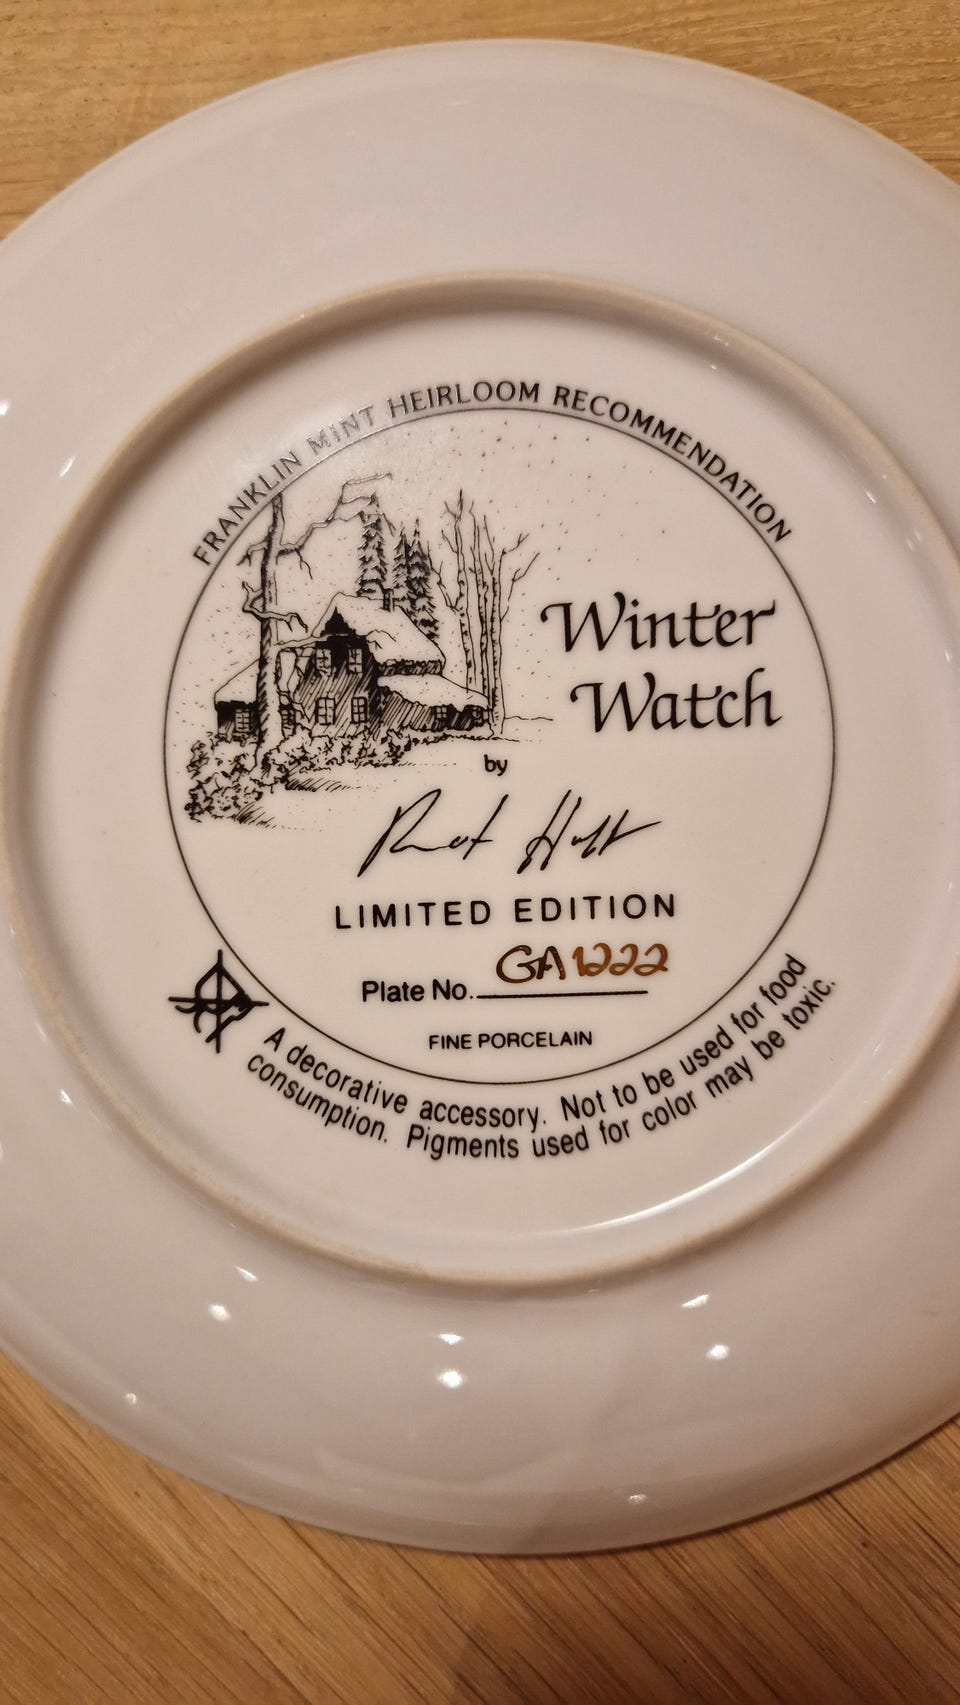 FRANKLIN MINT HEIRLOOM RECOMMENDATION
Winter
Watch
by
LIMITED EDITION
Plate No. GA1222
FINE PORCELAIN
A decorative accessory. Not to be used for food
consumption. Pigments used for color may be toxic.